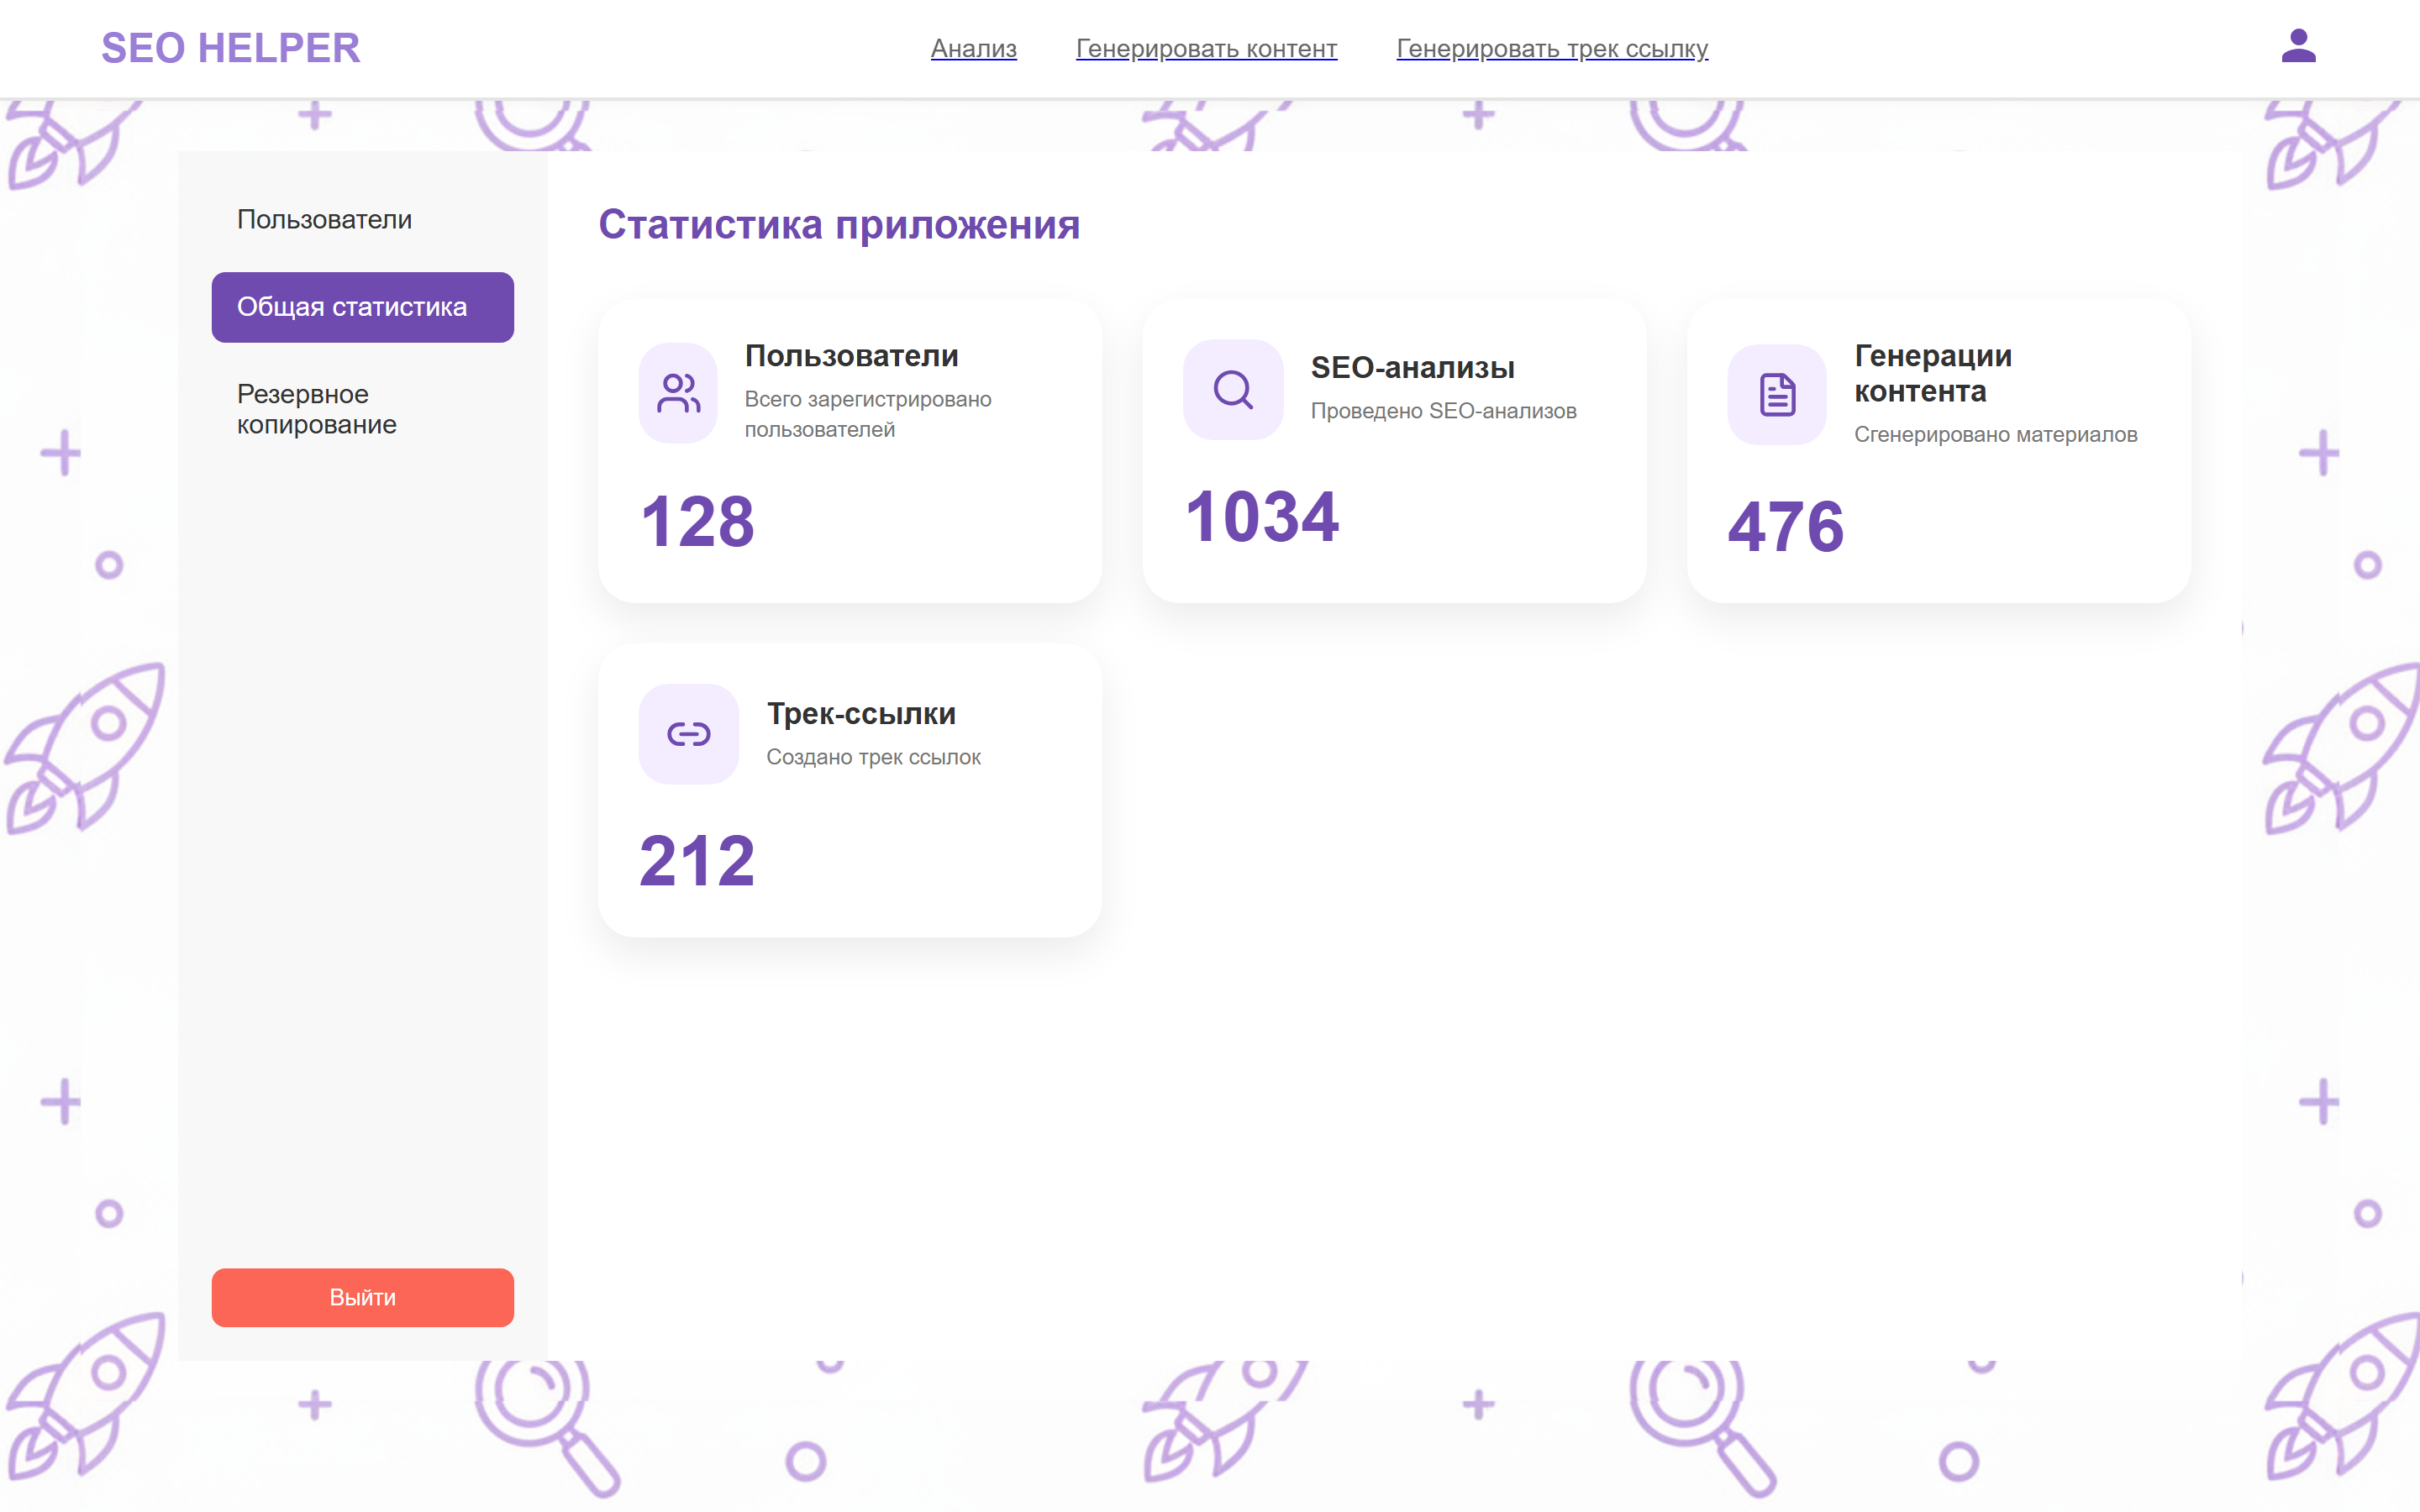 SEO HELPER
Анализ
Генерировать контент
Генерировать трек ссылку
Пользователи
Общая статистика
Резервное
копирование
Выйти
Статистика приложения
Пользователи
Всего зарегистрировано
пользователей
128
SEO-анализы
Проведено SEO-анализов
1034
Генерации
контента
Сгенерировано материалов
476
Трек-ссылки
Создано трек ссылок
212